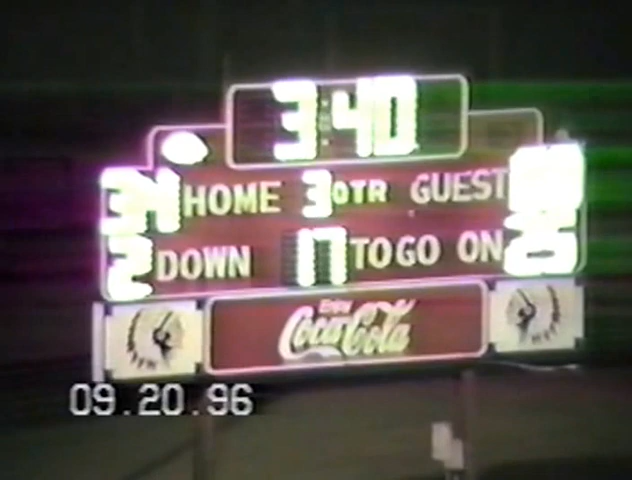 3:40
HOME 3 QTR GUEST
2 DOWN 17 TO GO ON
Enjoy
Coca-Cola
09.20.96